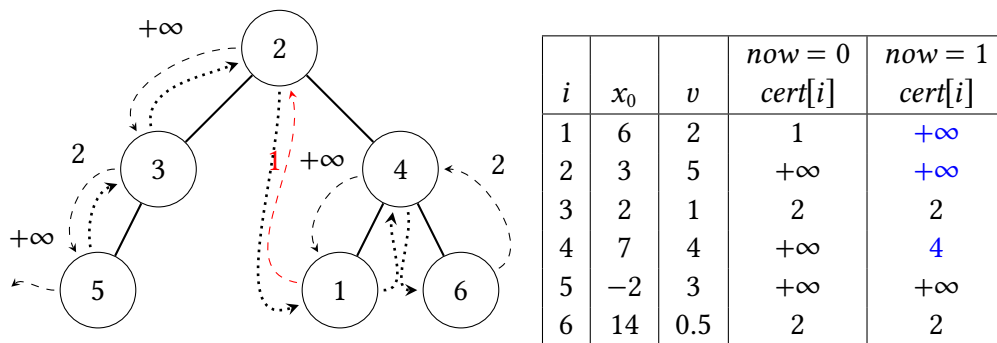 +∞
2
2
3
1
+∞
4
2
+∞
5
1
6
now = 0 now = 1
i x₀ v cert[i] cert[i]
1 6 2 1 +∞
2 3 5 +∞ +∞
3 2 1 2 2
4 7 4 +∞ 4
5 −2 3 +∞ +∞
6 14 0.5 2 2